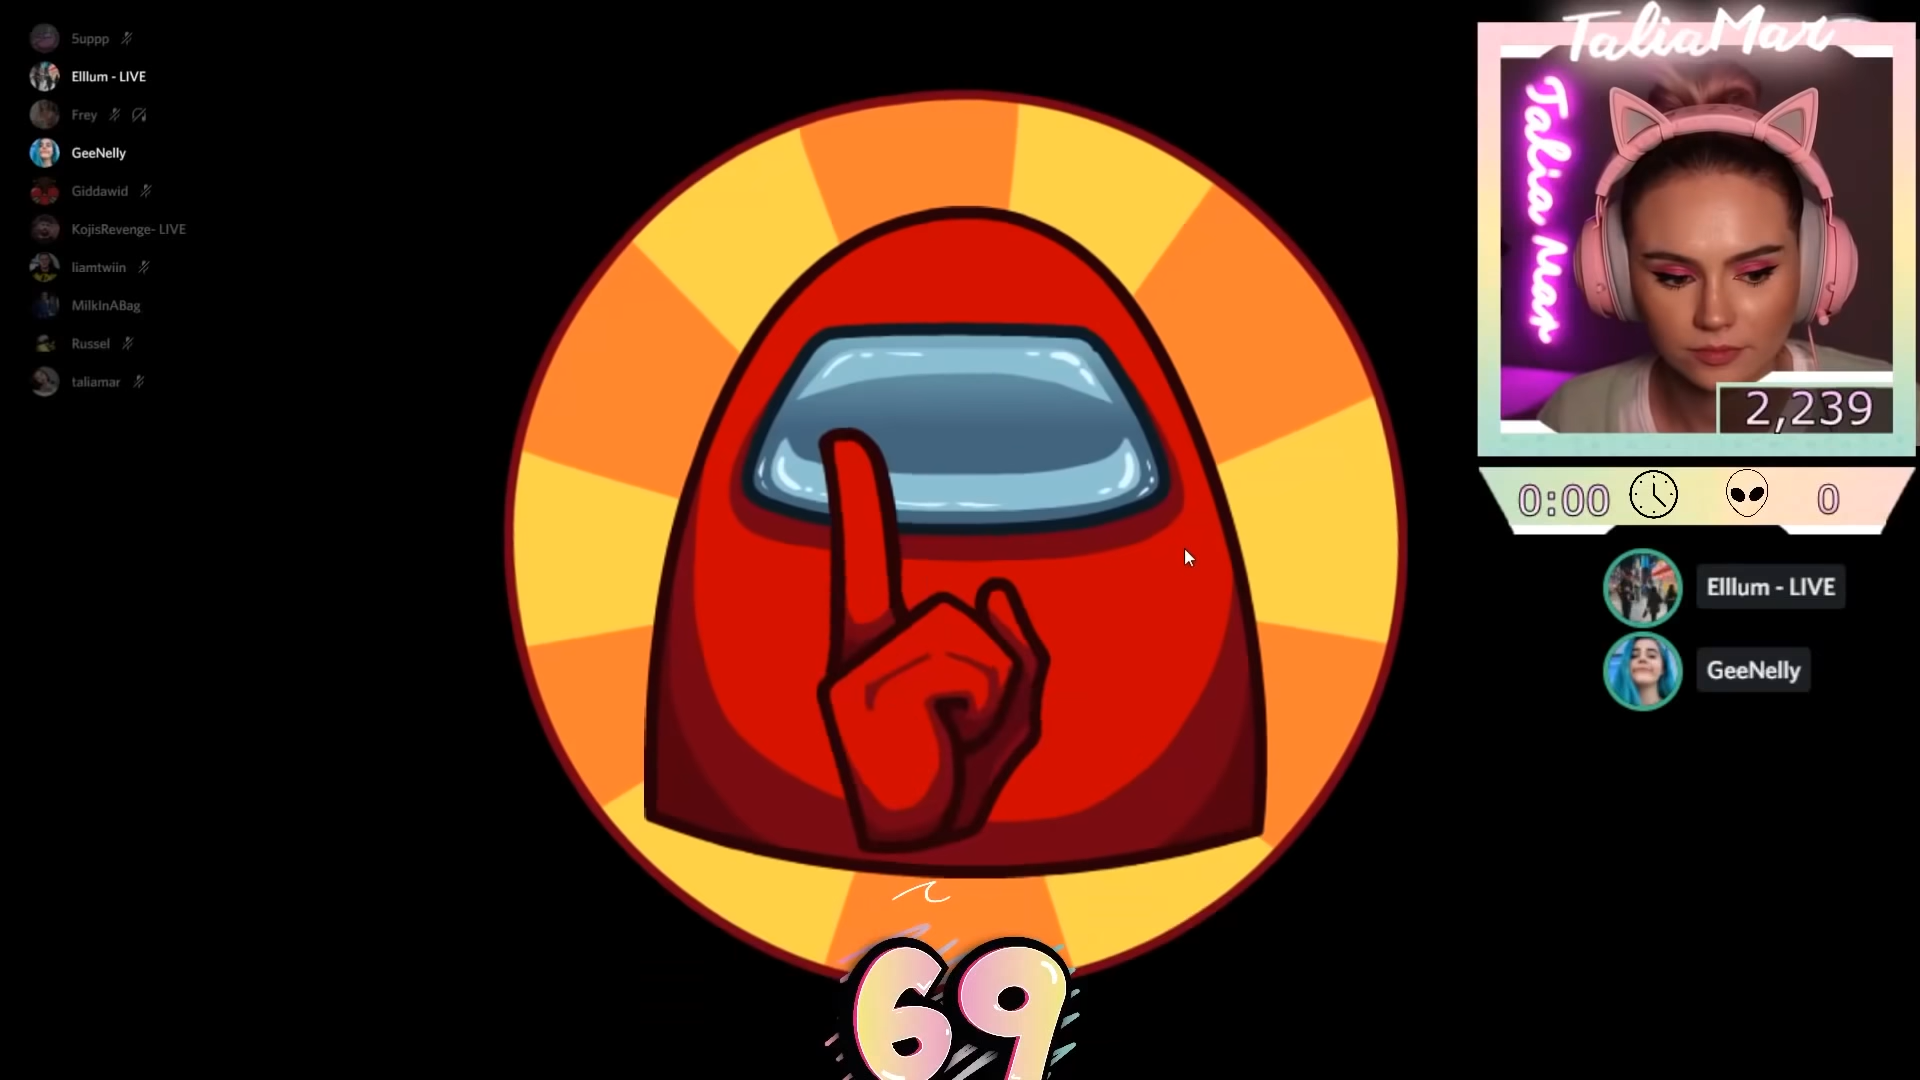 5uppp
Elllum - LIVE
Frey
GeeNelly
Giddawid
KojisRevenge- LIVE
liamtwiin
MilkInABag
Russel
taliamar
TaliaMar
Talia Mar
2,239
0:00
0
Elllum - LIVE
GeeNelly
69